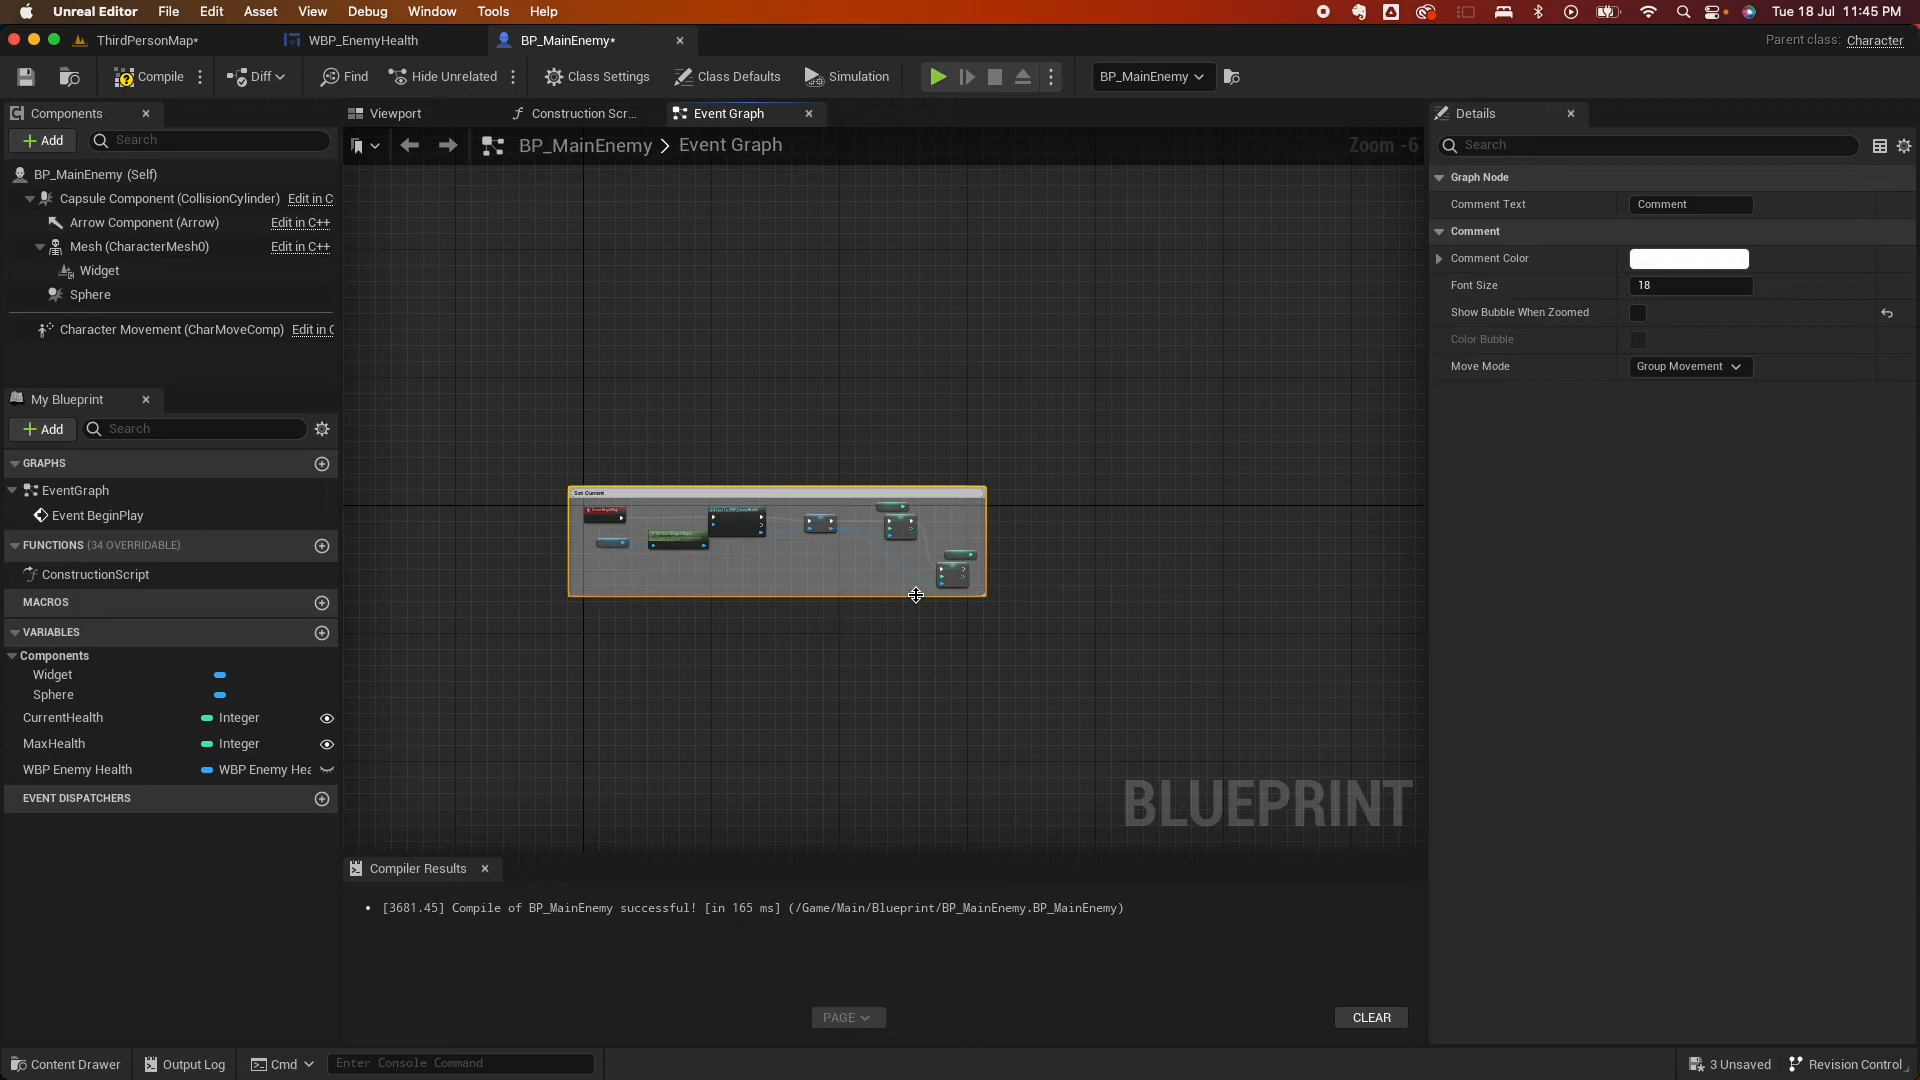 Unreal Editor File Edit Asset View Debug Window Tools Help Tue 18 Jul 11:45 PM
ThirdPersonMap* WBP_EnemyHealth BP_MainEnemy* Parent class: Character
Compile Diff Find Hide Unrelated Class Settings Class Defaults Simulation BP_MainEnemy
Components Viewport Construction Scr... Event Graph Details
Add Search BP_MainEnemy > Event Graph Zoom -6 Search
BP_MainEnemy (Self) Graph Node
Capsule Component (CollisionCylinder) Edit in C Comment Text Comment
Arrow Component (Arrow) Edit in C++ Comment
Mesh (CharacterMesh0) Edit in C++ Comment Color
Widget Font Size 18
Sphere Show Bubble When Zoomed
Character Movement (CharMoveComp) Edit in C Color Bubble
Move Mode Group Movement
My Blueprint
Add Search
GRAPHS
EventGraph
Set Current
Event BeginPlay
FUNCTIONS (34 OVERRIDABLE)
ConstructionScript
MACROS
VARIABLES
Components
Widget
Sphere
CurrentHealth Integer
MaxHealth Integer
WBP Enemy Health WBP Enemy Hea
EVENT DISPATCHERS
BLUEPRINT
Compiler Results
• [3681.45] Compile of BP_MainEnemy successful! [in 165 ms] (/Game/Main/Blueprint/BP_MainEnemy.BP_MainEnemy)
PAGE CLEAR
Content Drawer Output Log Cmd Enter Console Command 3 Unsaved Revision Control